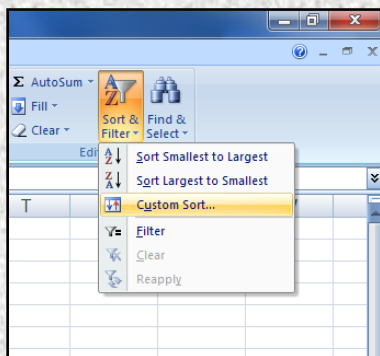 Σ AutoSum
Fill
Clear
Sort &
Filter
Find &
Select
Edi
Sort Smallest to Largest
Sort Largest to Smallest
Custom Sort...
Filter
Clear
Reapply
T